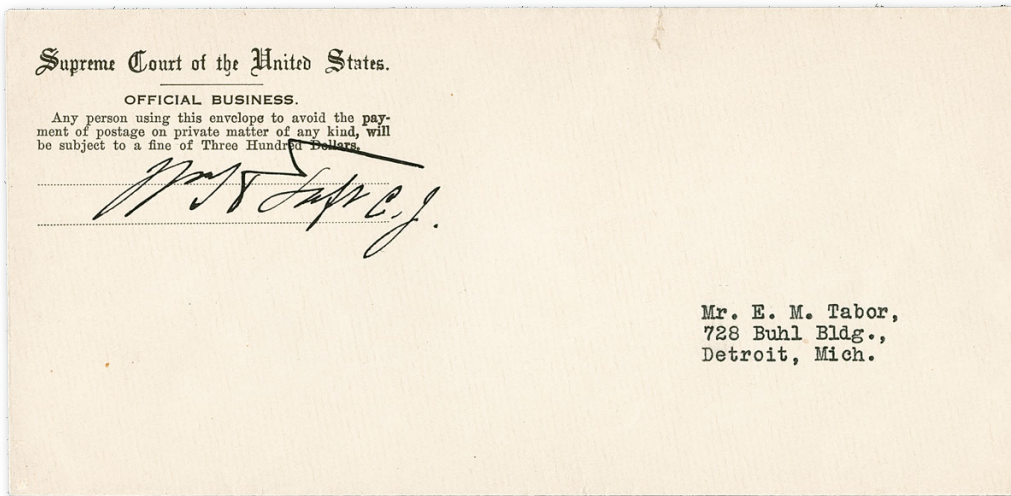 Supreme Court of the United States.
OFFICIAL BUSINESS.
Any person using this envelope to avoid the pay-
ment of postage on private matter of any kind, will
be subject to a fine of Three Hundred Dollars.
Wm H Taft C. J.
Mr. E. M. Tabor,
728 Buhl Bldg.,
Detroit, Mich.